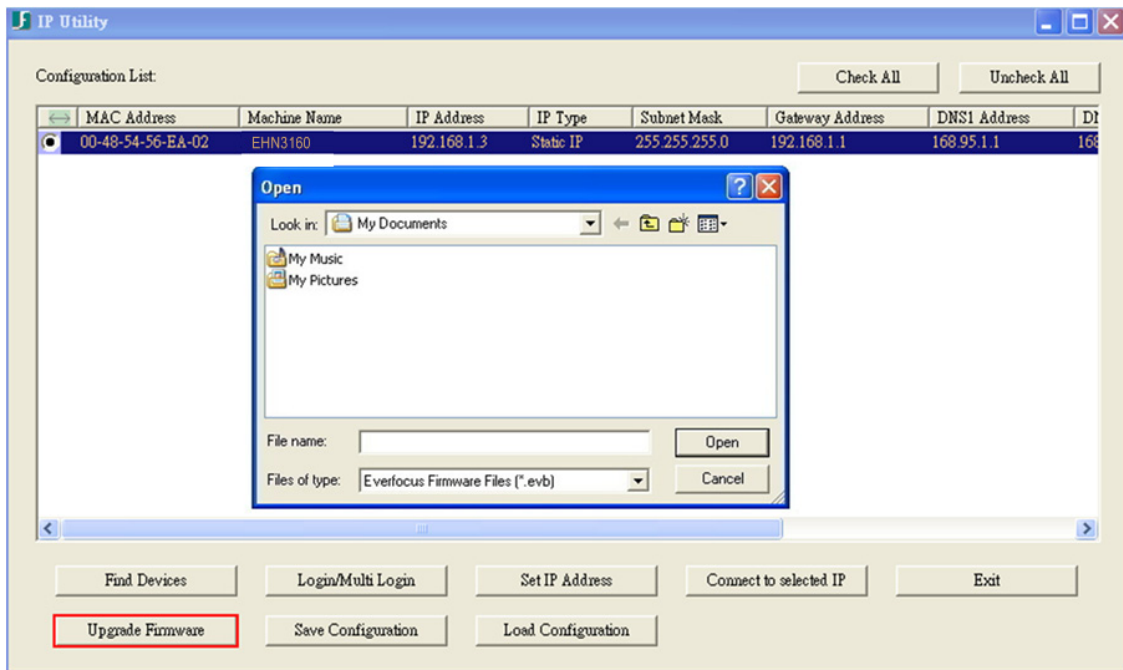 IP Utility
Configuration List:
Check All
Uncheck All
MAC Address
Machine Name
IP Address
IP Type
Subnet Mask
Gateway Address
DNS1 Address
DN
00-48-54-56-EA-02
EHN3160
192.168.1.3
Static IP
255.255.255.0
192.168.1.1
168.95.1.1
168
Open
Look in:
My Documents
My Music
My Pictures
File name:
Open
Files of type:
Everfocus Firmware Files (*.evb)
Cancel
Find Devices
Login/Multi Login
Set IP Address
Connect to selected IP
Exit
Upgrade Firmware
Save Configuration
Load Configuration